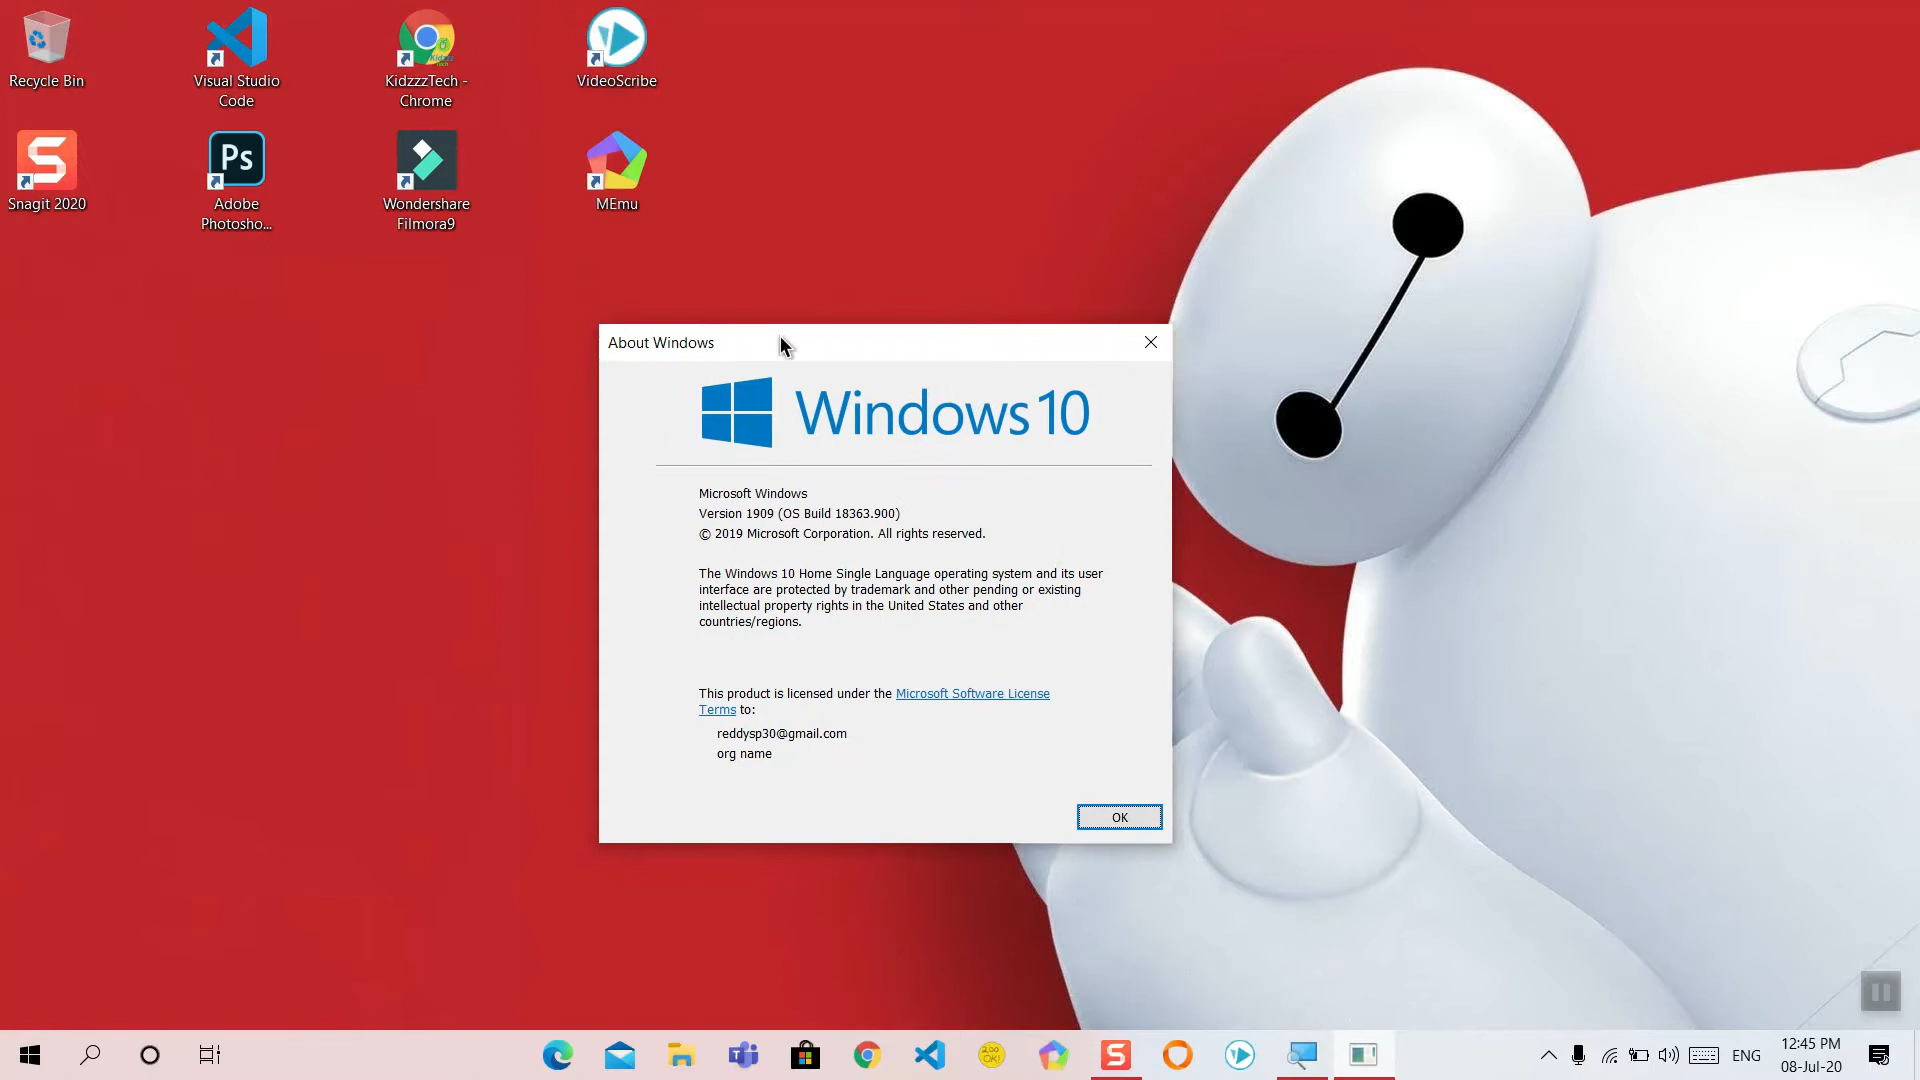 Recycle Bin
Visual Studio
Code
KidzzzTech -
Chrome
VideoScribe
Snagit 2020
Ps
Adobe
Photosho...
Wondershare
Filmora9
MEmu
About Windows
Windows 10
Microsoft Windows
Version 1909 (OS Build 18363.900)
© 2019 Microsoft Corporation. All rights reserved.
The Windows 10 Home Single Language operating system and its user
interface are protected by trademark and other pending or existing
intellectual property rights in the United States and other
countries/regions.
This product is licensed under the Microsoft Software License
Terms to:
reddysp30@gmail.com
org name
OK
ENG
12:45 PM
08-Jul-20